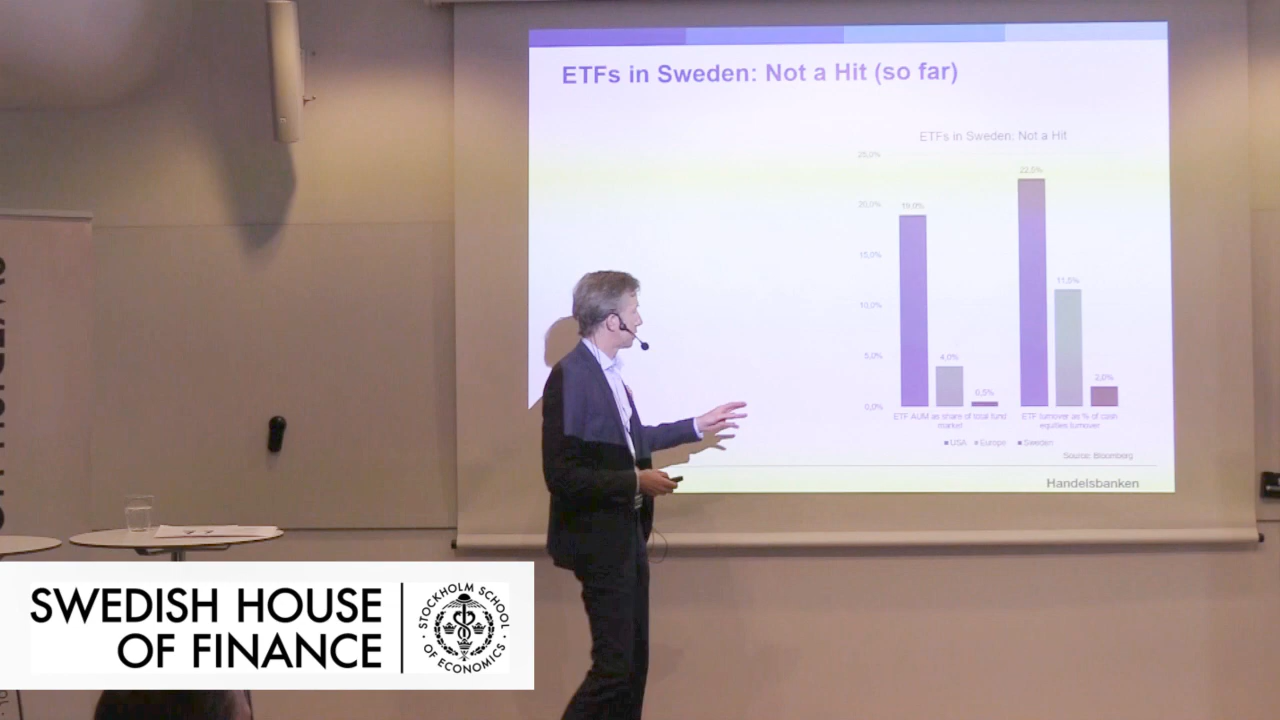 ETFs in Sweden: Not a Hit (so far)
ETFs in Sweden: Not a Hit
25,0%
22,5%
20,0%
19,0%
15,0%
11,5%
10,0%
5,0%
4,0%
2,0%
0,5%
0,0%
ETF AUM as share of total fund
market
ETF turnover as % of cash
equities turnover
USA Europe Sweden
Source: Bloomberg
Handelsbanken
SWEDISH HOUSE
OF FINANCE
STOCKHOLM SCHOOL
· OF ECONOMICS ·